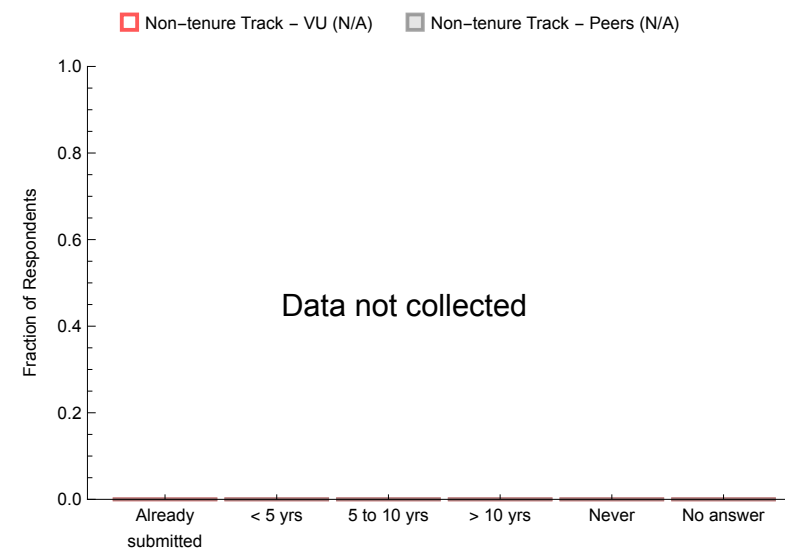 Non−tenure Track − VU (N/A) Non−tenure Track − Peers (N/A)
1.0
0.8
0.6
0.4
0.2
0.0
Fraction of Respondents
Data not collected
Already submitted
< 5 yrs
5 to 10 yrs
> 10 yrs
Never
No answer